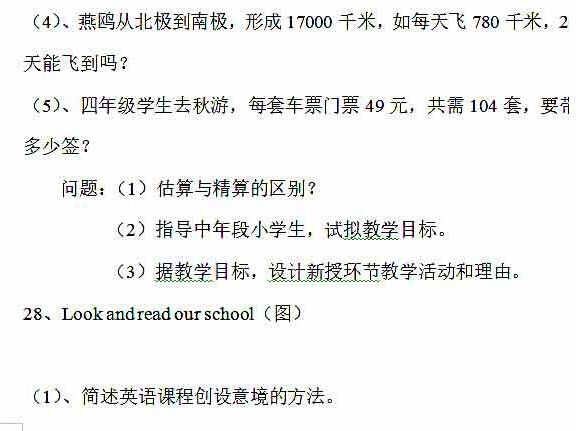 （4）、燕鸥从北极到南极，形成 17000 千米，如每天飞 780 千米，2
天能飞到吗？
（5）、四年级学生去秋游，每套车票门票 49 元，共需 104 套，要带
多少签？
问题：（1）估算与精算的区别？
（2）指导中年段小学生，试拟教学目标。
（3）据教学目标，设计新授环节教学活动和理由。
28、Look and read our school（图）
（1）、简述英语课程创设意境的方法。